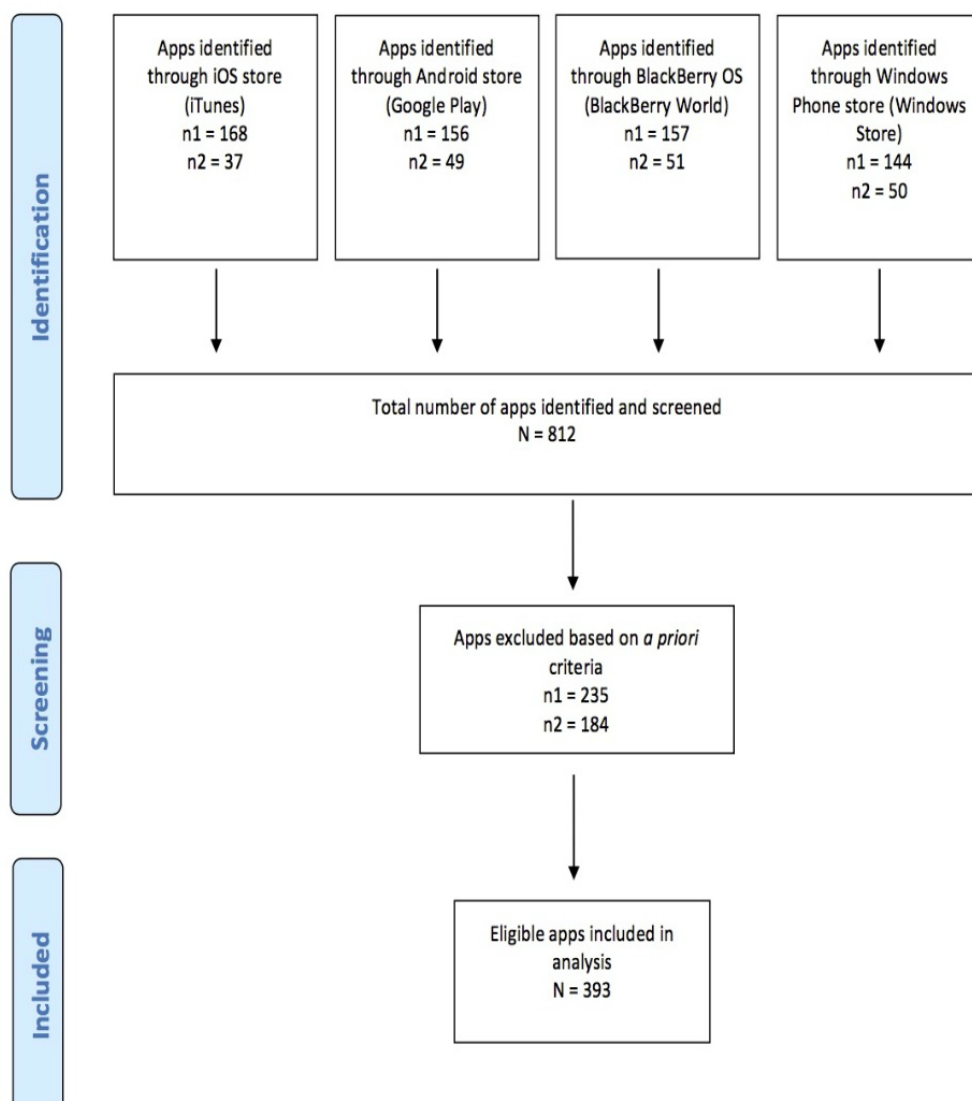 Identification
Apps identified
through iOS store
(iTunes)
n1 = 168
n2 = 37
Apps identified
through Android store
(Google Play)
n1 = 156
n2 = 49
Apps identified
through BlackBerry OS
(BlackBerry World)
n1 = 157
n2 = 51
Apps identified
through Windows
Phone store (Windows
Store)
n1 = 144
n2 = 50
Total number of apps identified and screened
N = 812
Screening
Apps excluded based on a priori
criteria
n1 = 235
n2 = 184
Included
Eligible apps included in
analysis
N = 393